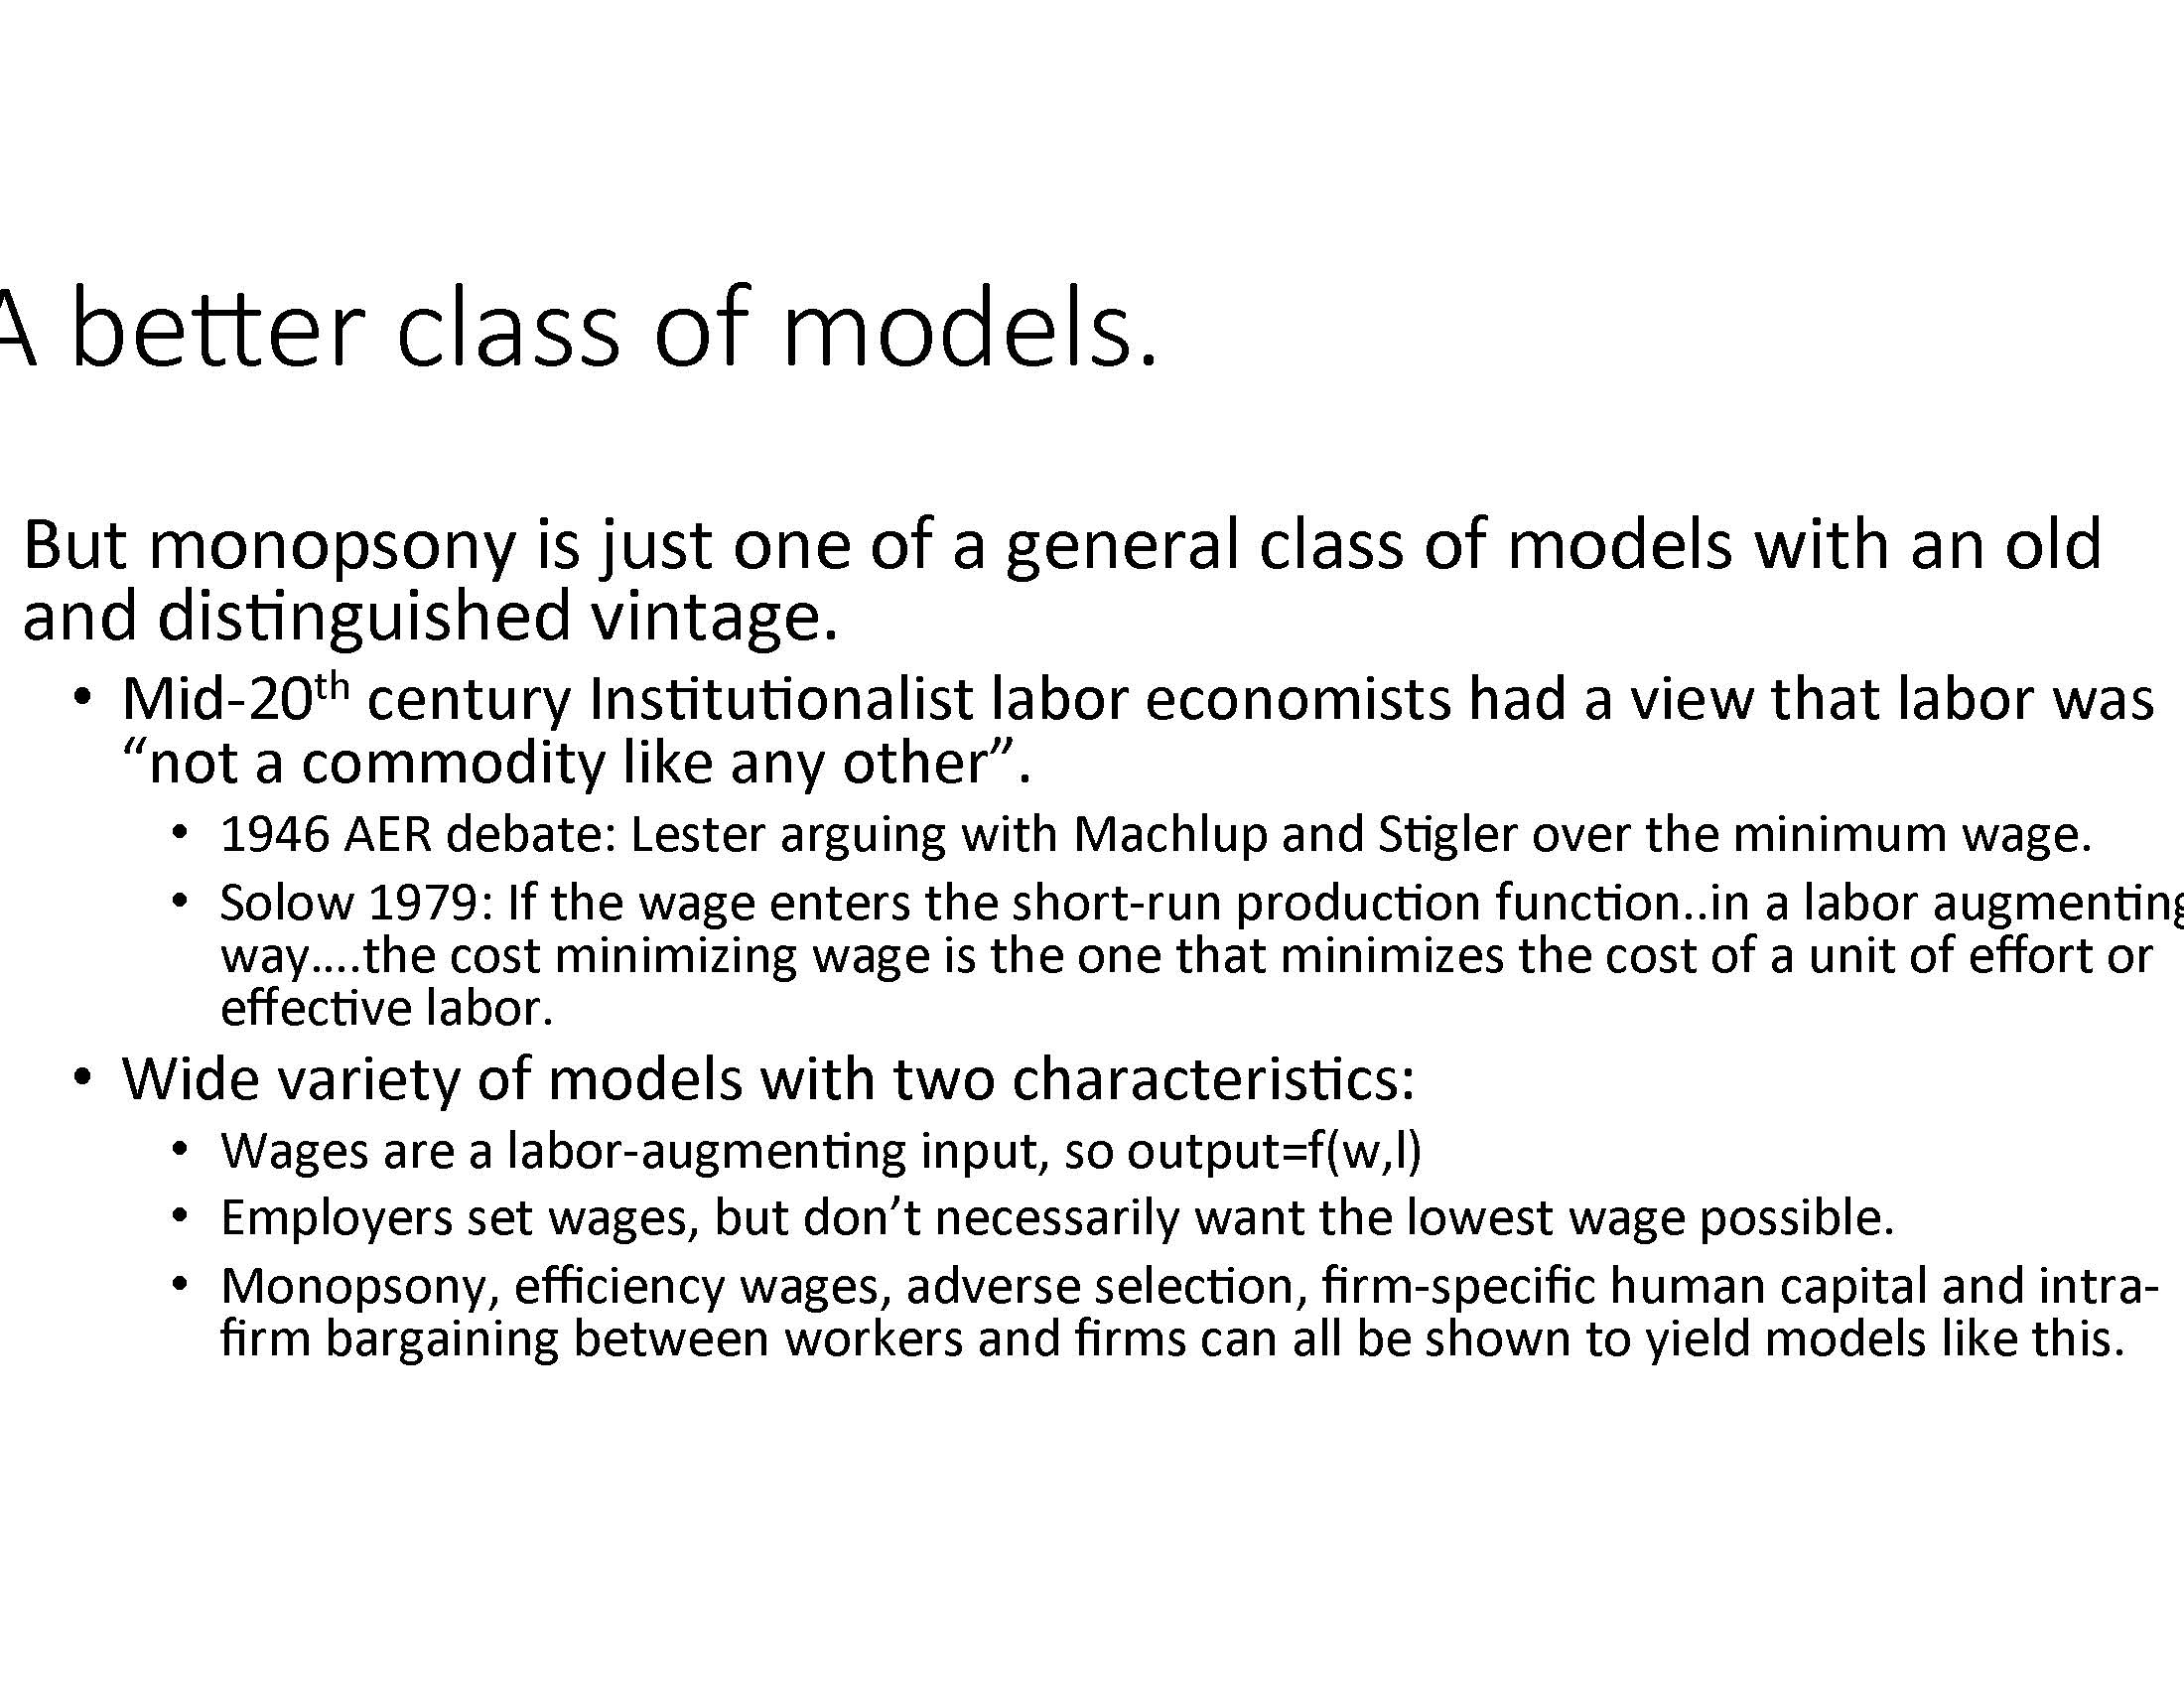 A better class of models.
But monopsony is just one of a general class of models with an old
and distinguished vintage.
• Mid-20th century Institutionalist labor economists had a view that labor was
“not a commodity like any other”.
• 1946 AER debate: Lester arguing with Machlup and Stigler over the minimum wage.
• Solow 1979: If the wage enters the short-run production function..in a labor augmenting
way....the cost minimizing wage is the one that minimizes the cost of a unit of effort or
effective labor.
• Wide variety of models with two characteristics:
• Wages are a labor-augmenting input, so output=f(w,l)
• Employers set wages, but don’t necessarily want the lowest wage possible.
• Monopsony, efficiency wages, adverse selection, firm-specific human capital and intra-
firm bargaining between workers and firms can all be shown to yield models like this.